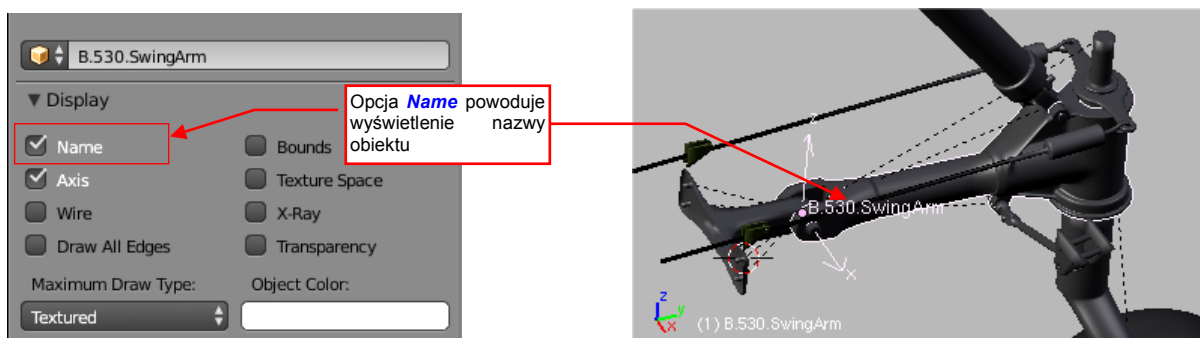 B.530.SwingArm
Display
Name
Bounds
Axis
Texture Space
Wire
X-Ray
Draw All Edges
Transparency
Maximum Draw Type:
Object Color:
Textured
Opcja Name powoduje
wyświetlenie nazwy
obiektu
z
B.530.SwingArm
x
z
y
x
(1) B.530.SwingArm